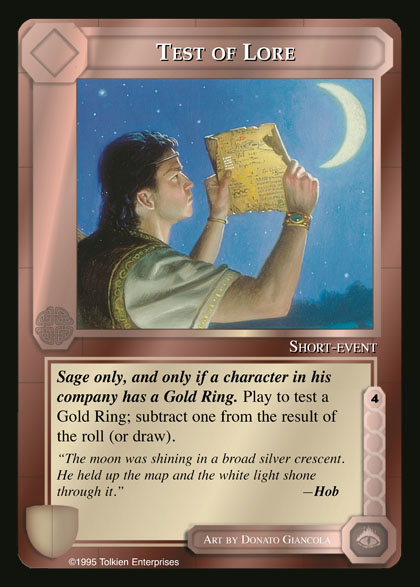 TEST OF LORE
SHORT-EVENT
Sage only, and only if a character in his
company has a Gold Ring. Play to test a
Gold Ring; subtract one from the result of
the roll (or draw).
“The moon was shining in a broad silver crescent.
He held up the map and the white light shone
through it.” —Hob
4
ART BY DONATO GIANCOLA
©1995 Tolkien Enterprises